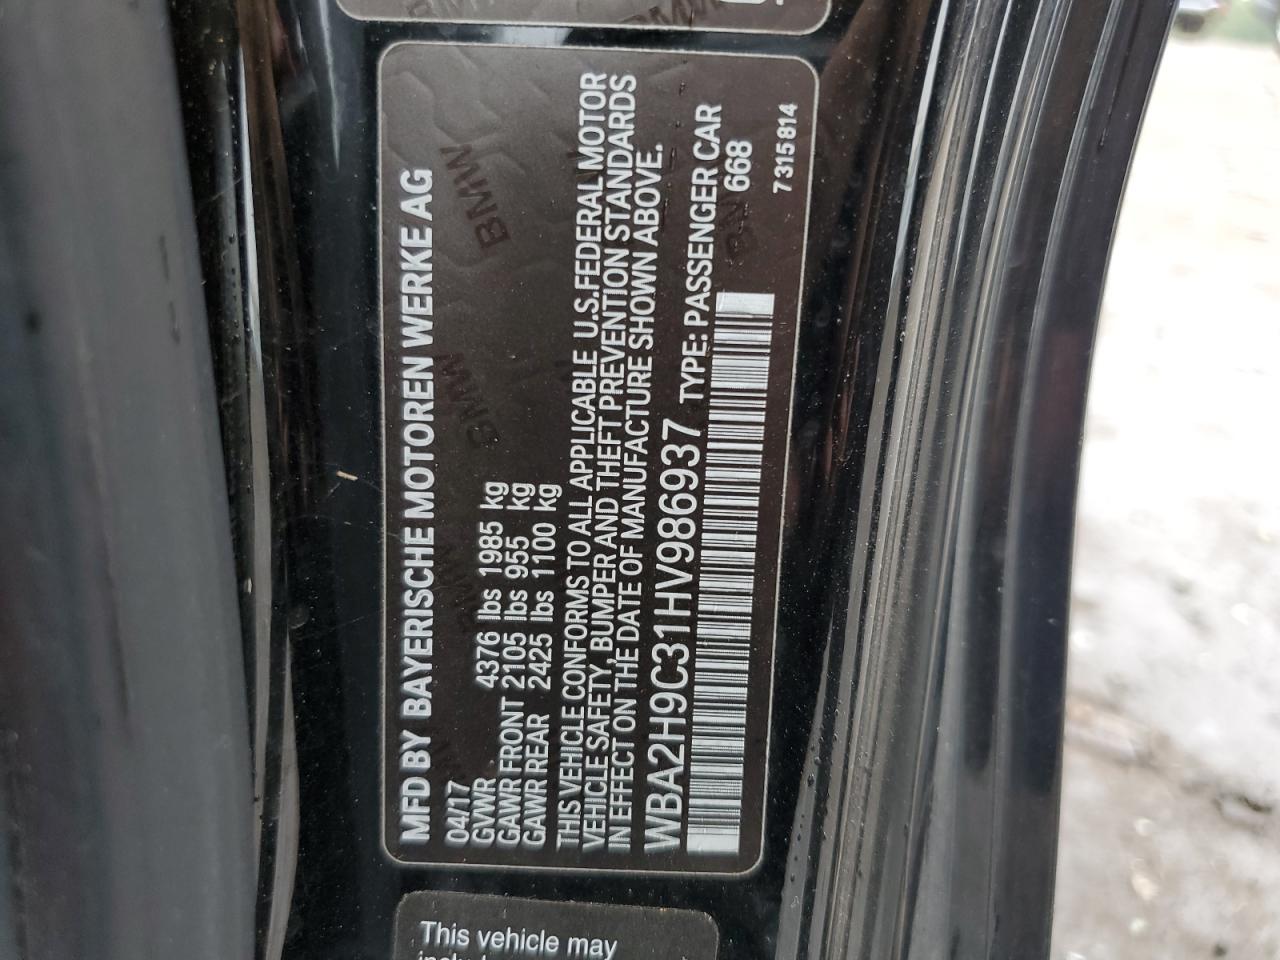 MFD BY BAYERISCHE MOTOREN WERKE AG
04/17
GVWR 4376 lbs 1985 kg
GAWR FRONT 2105 lbs 955 kg
GAWR REAR 2425 lbs 1100 kg
THIS VEHICLE CONFORMS TO ALL APPLICABLE U.S.FEDERAL MOTOR
VEHICLE SAFETY, BUMPER AND THEFT PREVENTION STANDARDS
IN EFFECT ON THE DATE OF MANUFACTURE SHOWN ABOVE.
WBA2H9C31HV986937 TYPE: PASSENGER CAR
668
7315814
BMW
BMW
This vehicle may